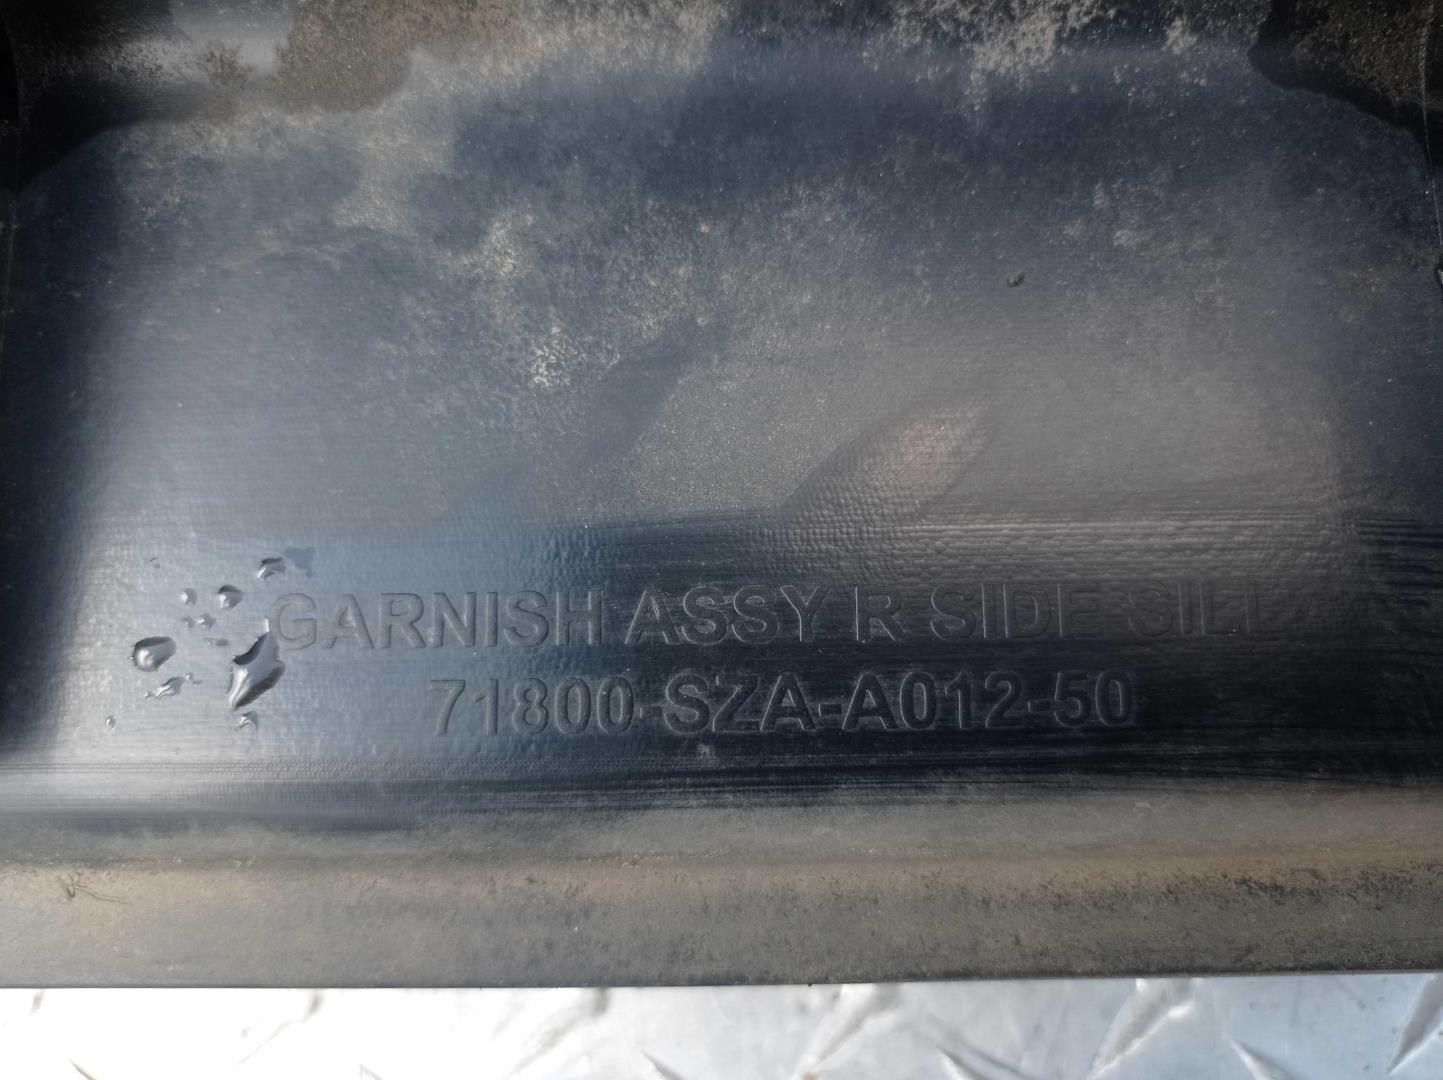 GARNISH ASSY R SIDE SILL
71800-SZA-A012-50